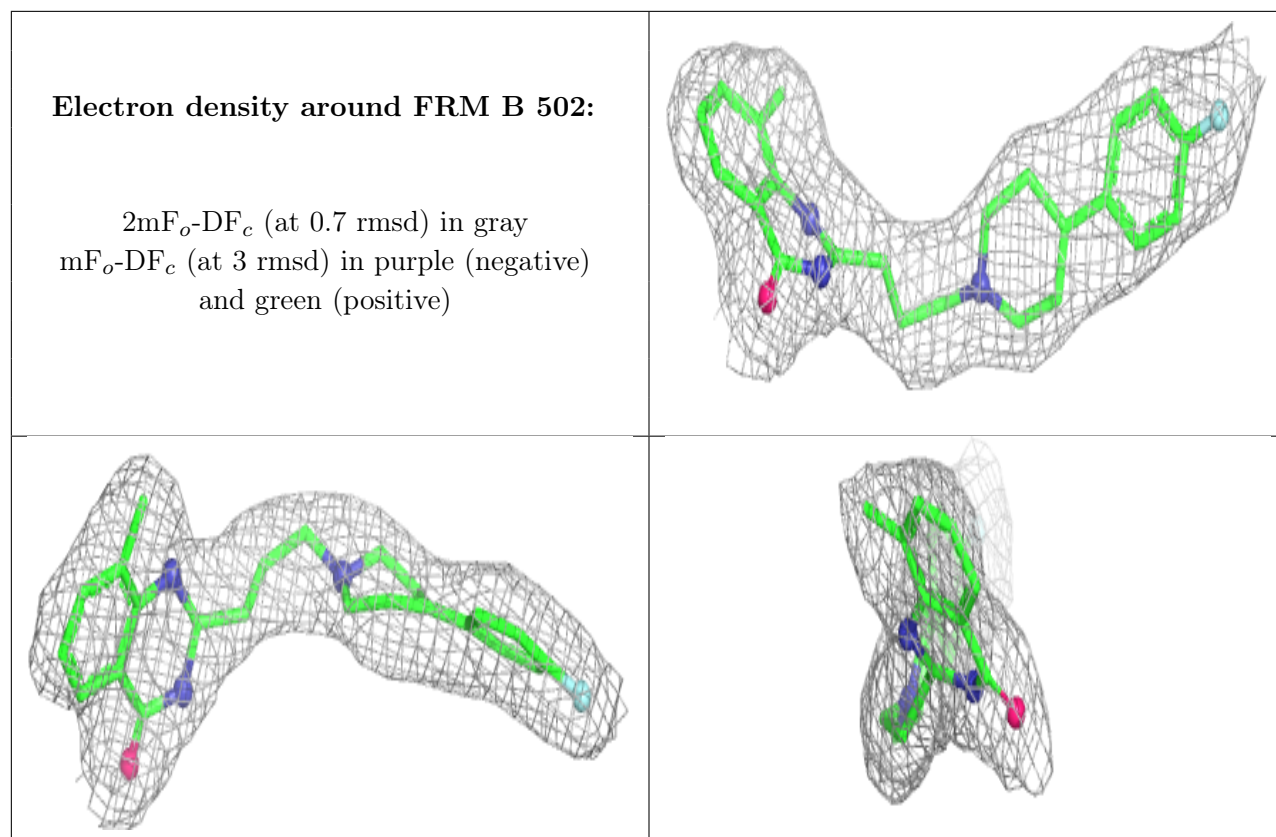 Electron density around FRM B 502:
2mFₒ-DF𝒸 (at 0.7 rmsd) in gray
mFₒ-DF𝒸 (at 3 rmsd) in purple (negative)
and green (positive)